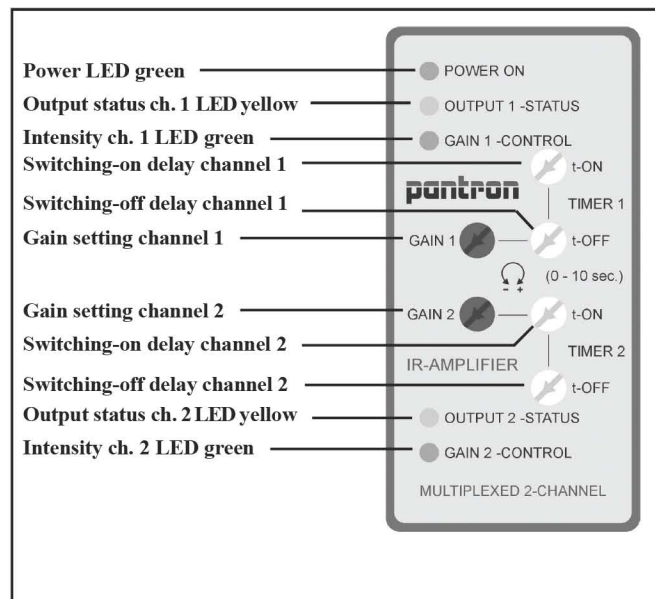 Power LED green
POWER ON
Output status ch. 1 LED yellow
OUTPUT 1 -STATUS
Intensity ch. 1 LED green
GAIN 1 -CONTROL
Switching-on delay channel 1
t-ON
pantron
Switching-off delay channel 1
TIMER 1
Gain setting channel 1
GAIN 1
t-OFF
- +
(0 - 10 sec.)
Gain setting channel 2
GAIN 2
t-ON
Switching-on delay channel 2
TIMER 2
IR-AMPLIFIER
Switching-off delay channel 2
t-OFF
Output status ch. 2 LED yellow
OUTPUT 2 -STATUS
Intensity ch. 2 LED green
GAIN 2 -CONTROL
MULTIPLEXED 2-CHANNEL